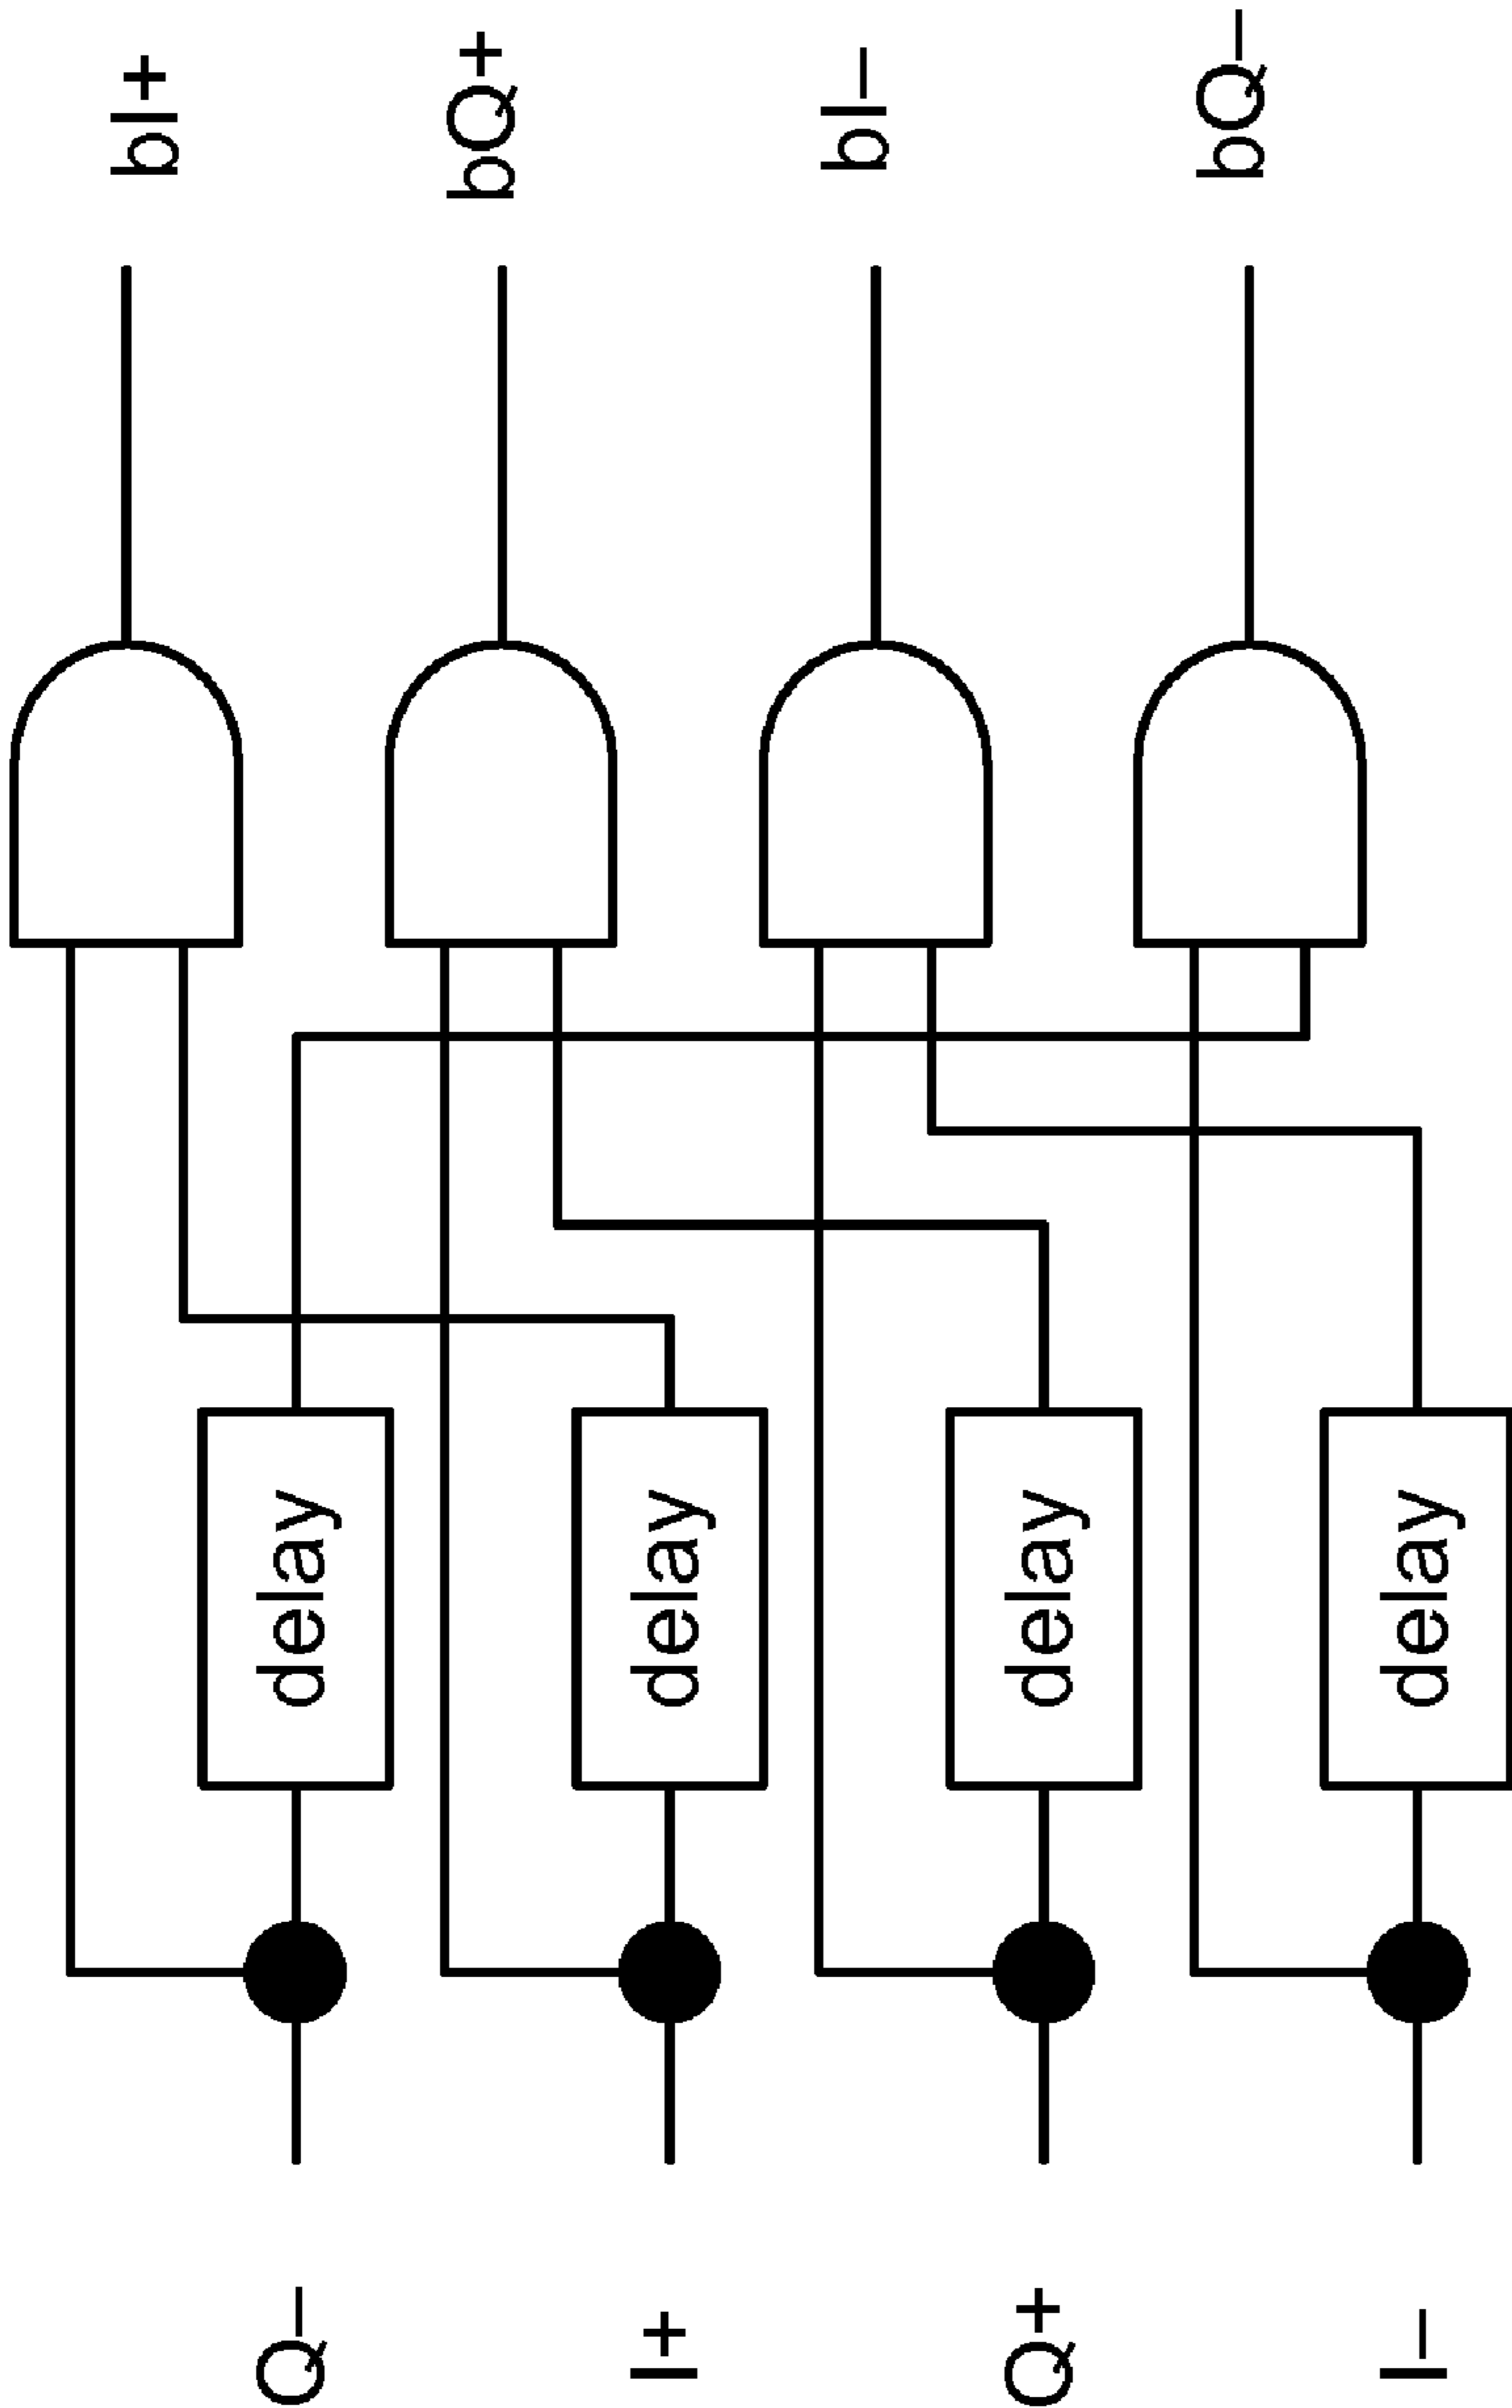 bI+
bQ+
bI−
bQ−
delay
delay
delay
delay
Q−
I+
Q+
I−